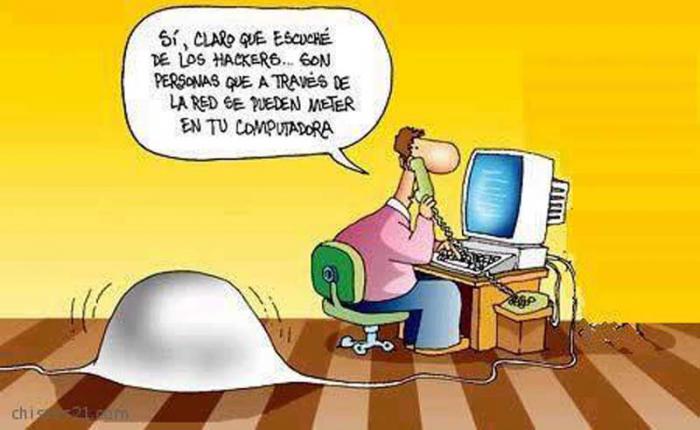 SÍ, CLARO QUE ESCUCHÉ
DE LOS HACKERS... SON
PERSONAS QUE A TRAVÉS DE
LA RED SE PUEDEN METER
EN TU COMPUTADORA